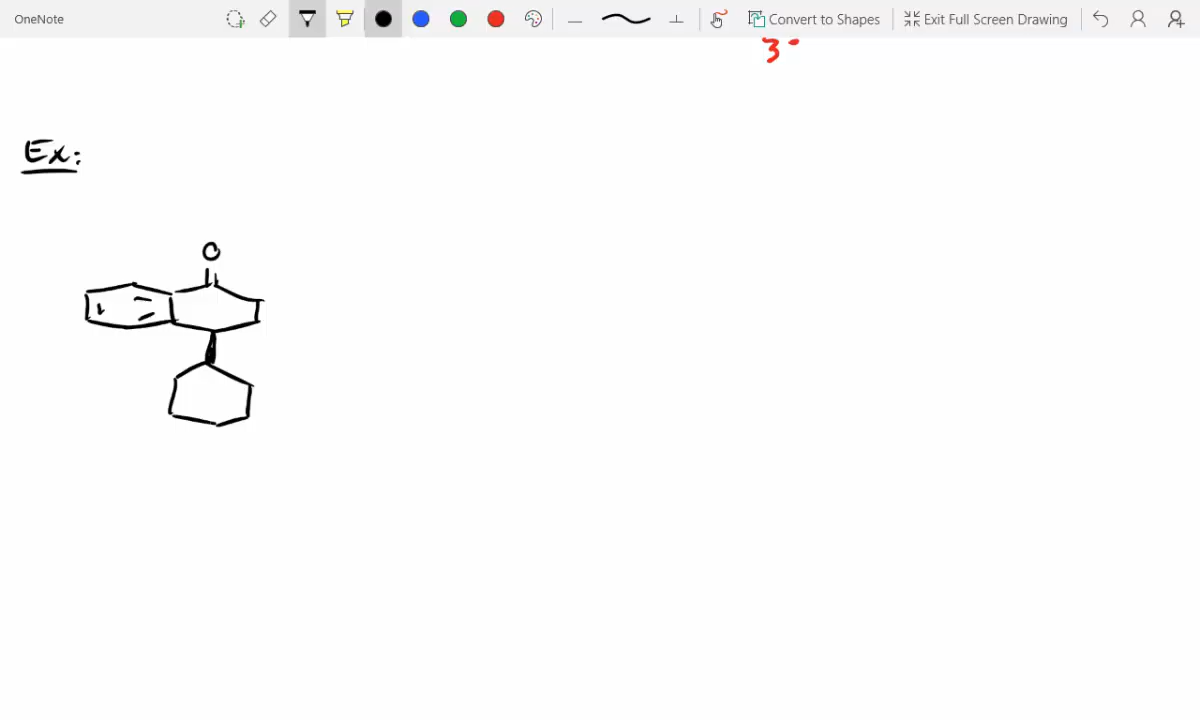 OneNote
Convert to Shapes
Exit Full Screen Drawing
3-
Ex:
O